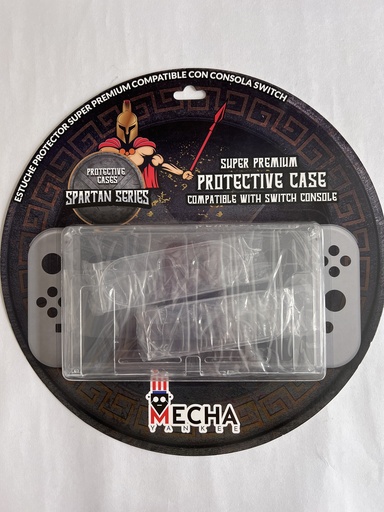 ESTUCHE PROTECTOR SUPER PREMIUM COMPATIBLE CON CONSOLA SWITCH
PROTECTIVE
CASES
SPARTAN SERIES
SUPER PREMIUM
PROTECTIVE CASE
COMPATIBLE WITH SWITCH CONSOLE
MECHA
YANKEE